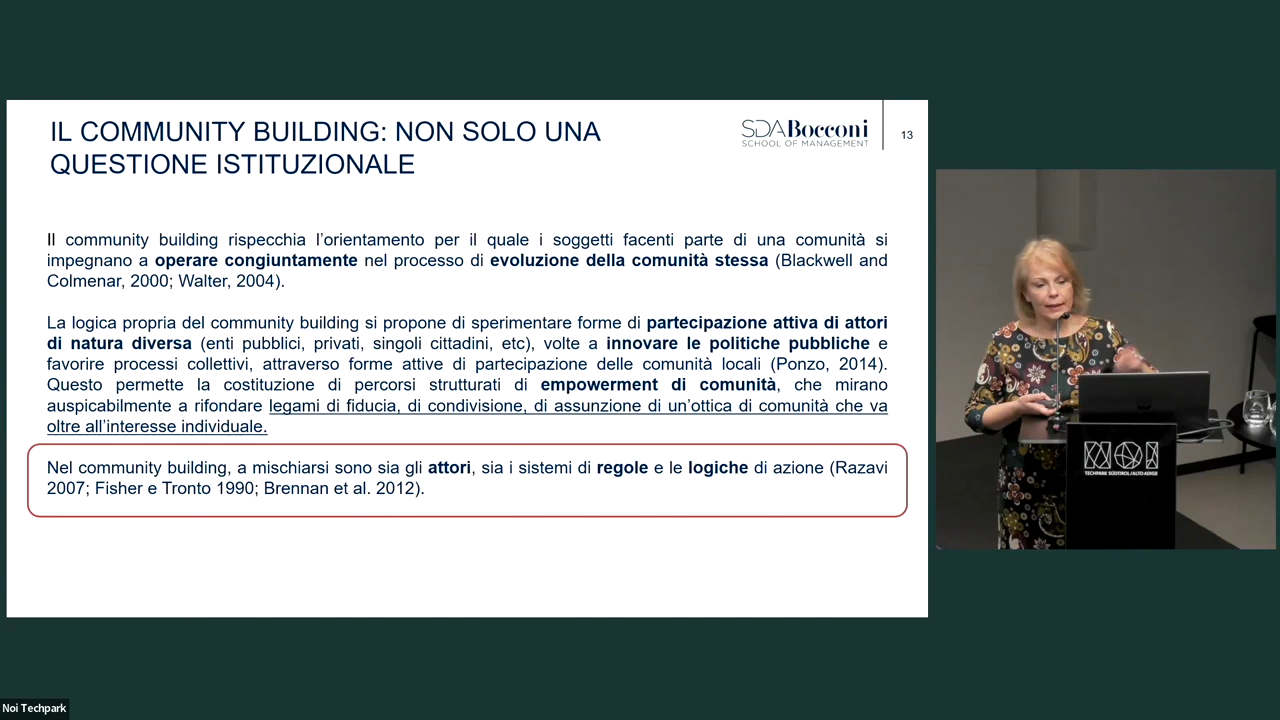 IL COMMUNITY BUILDING: NON SOLO UNA
QUESTIONE ISTITUZIONALE
SDA Bocconi
SCHOOL OF MANAGEMENT
13
Il community building rispecchia l’orientamento per il quale i soggetti facenti parte di una comunità si
impegnano a operare congiuntamente nel processo di evoluzione della comunità stessa (Blackwell and
Colmenar, 2000; Walter, 2004).
La logica propria del community building si propone di sperimentare forme di partecipazione attiva di attori
di natura diversa (enti pubblici, privati, singoli cittadini, etc), volte a innovare le politiche pubbliche e
favorire processi collettivi, attraverso forme attive di partecipazione delle comunità locali (Ponzo, 2014).
Questo permette la costituzione di percorsi strutturati di empowerment di comunità, che mirano
auspicabilmente a rifondare legami di fiducia, di condivisione, di assunzione di un’ottica di comunità che va
oltre all’interesse individuale.
Nel community building, a mischiarsi sono sia gli attori, sia i sistemi di regole e le logiche di azione (Razavi
2007; Fisher e Tronto 1990; Brennan et al. 2012).
NOI
TECHPARK SÜDTIROL/ALTO ADIGE
Noi Techpark